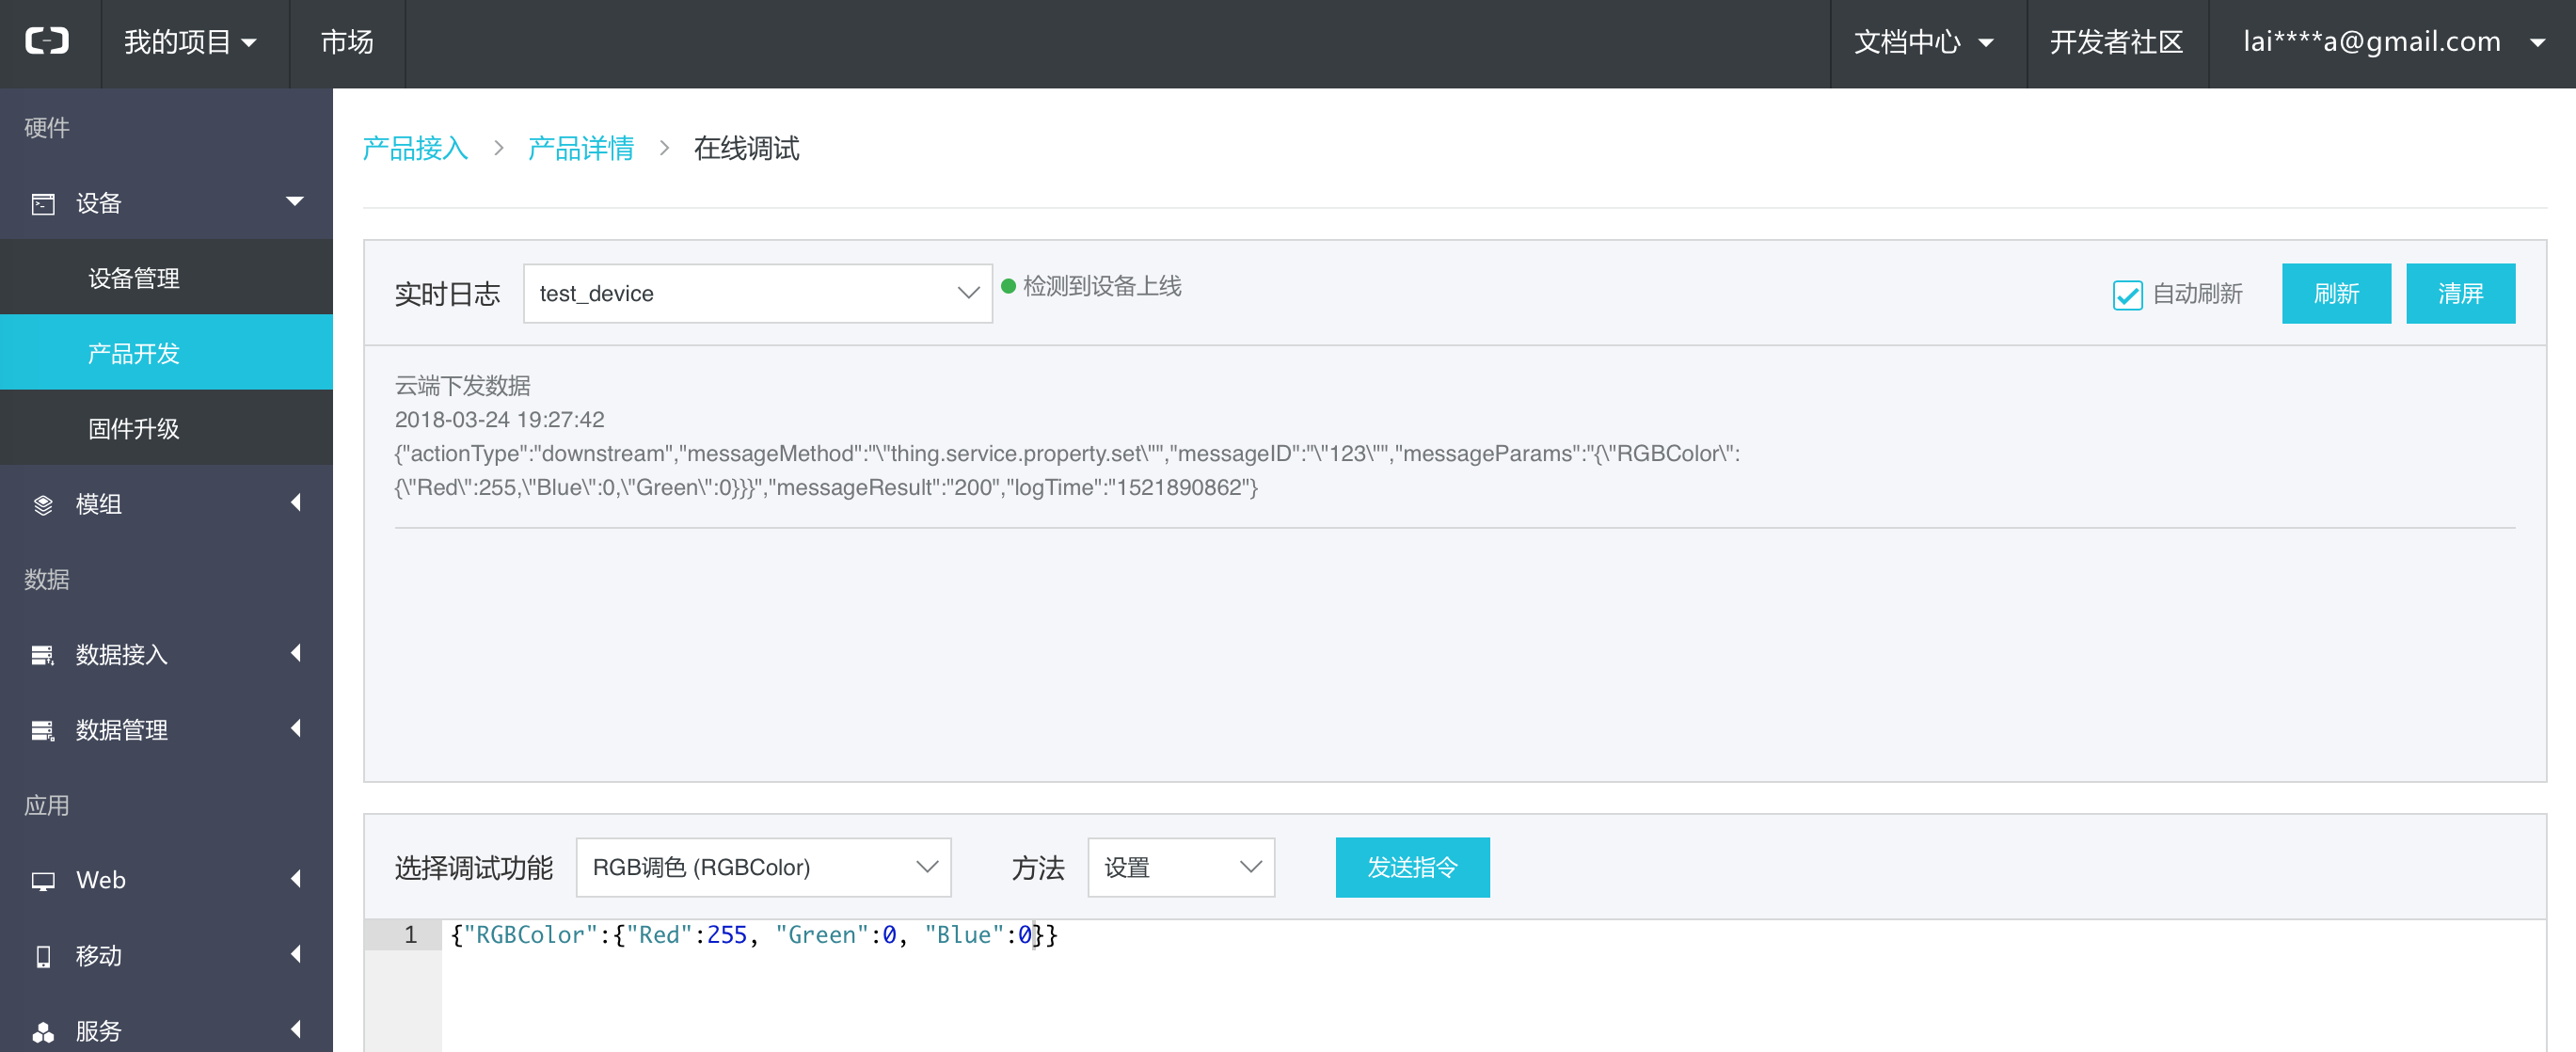 我的项目
市场
文档中心
开发者社区
lai****a@gmail.com
硬件
设备
设备管理
产品开发
固件升级
模组
数据
数据接入
数据管理
应用
Web
移动
服务
产品接入 > 产品详情 > 在线调试
实时日志 test_device 检测到设备上线 自动刷新 刷新 清屏
云端下发数据
2018-03-24 19:27:42
{"actionType":"downstream","messageMethod":"\"thing.service.property.set\"","messageID":"\"123\"","messageParams":"{\"RGBColor\":
{\"Red\":255,\"Blue\":0,\"Green\":0}}}","messageResult":"200","logTime":"1521890862"}
选择调试功能 RGB调色 (RGBColor) 方法 设置 发送指令
1 {"RGBColor":{"Red":255, "Green":0, "Blue":0}}